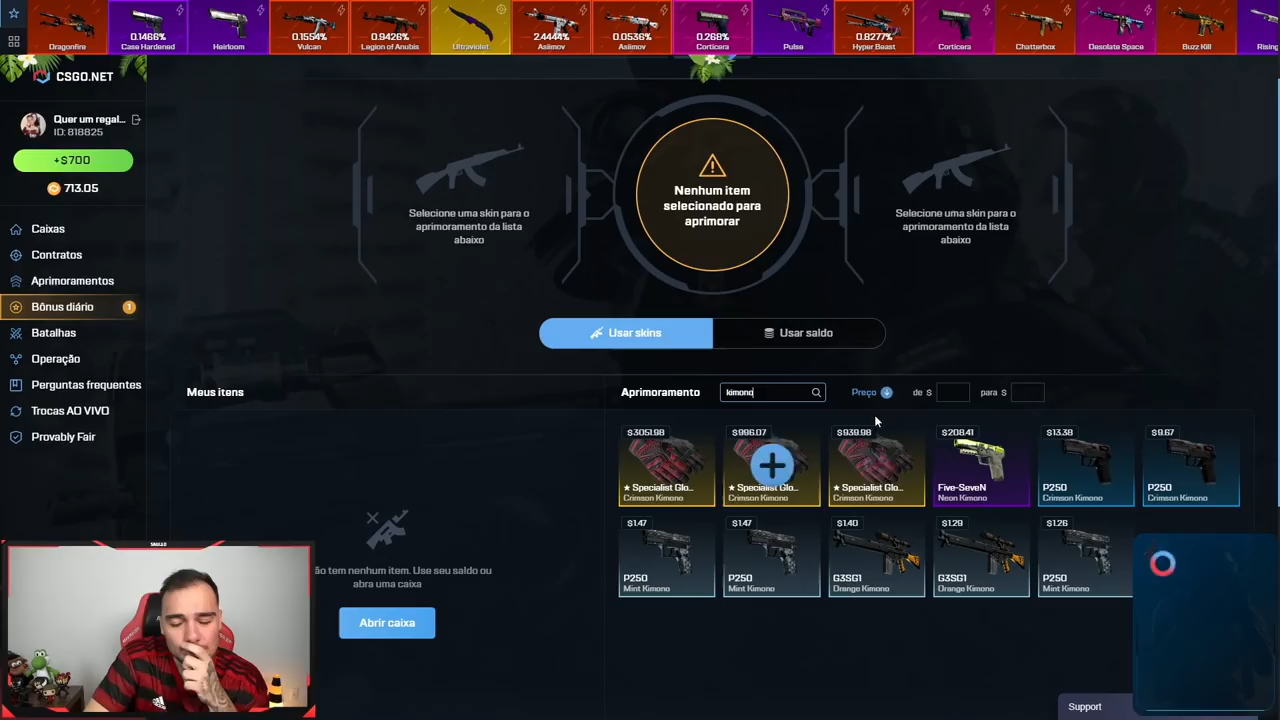 Dragonfire
0.1466%
Case Hardened
Heirloom
0.1554%
Vulcan
0.9426%
Legion of Anubis
Ultraviolet
2.4444%
Asiimov
0.0536%
Asiimov
0.268%
Corticera
Pulse
0.8277%
Hyper Beast
Corticera
Chatterbox
Desolate Space
Buzz Kill
Rising
CSGO.NET
Quer um regal...
ID: 818825
+$700
713.05
Caixas
Contratos
Aprimoramentos
Bônus diário
1
Batalhas
Operação
Perguntas frequentes
Trocas AO VIVO
Provably Fair
Selecione uma skin para o
aprimoramento da lista
abaixo
Nenhum item
selecionado para
aprimorar
Selecione uma skin para o
aprimoramento da lista
abaixo
Usar skins
Usar saldo
Meus itens
Aprimoramento
kimono
Preço
de $
para $
ão tem nenhum item. Use seu saldo ou
abra uma caixa
Abrir caixa
$3051.98
★ Specialist Glo...
Crimson Kimono
$996.07
★ Specialist Glo...
Crimson Kimono
$939.98
★ Specialist Glo...
Crimson Kimono
$208.41
Five-SeveN
Neon Kimono
$13.38
P250
Crimson Kimono
$9.67
P250
Crimson Kimono
$1.47
P250
Mint Kimono
$1.47
P250
Mint Kimono
$1.40
G3SG1
Orange Kimono
$1.29
G3SG1
Orange Kimono
$1.26
P250
Mint Kimono
Support